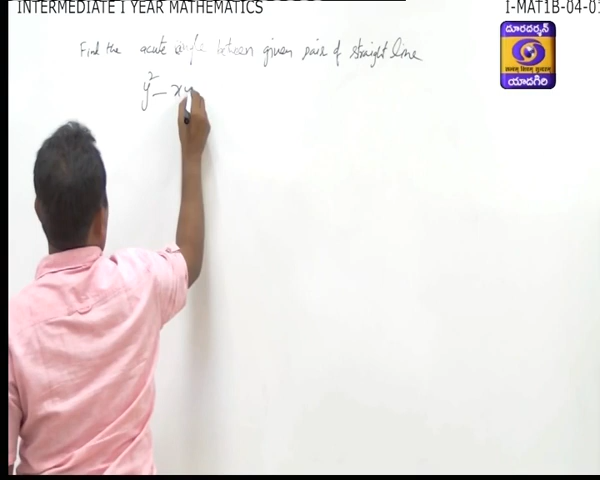 INTERMEDIATE I YEAR MATHEMATICS
I-MAT1B-04-01
దూరదర్శన్
యాదగిరి
Find the acute angle between given pair of straight line
y² - xy